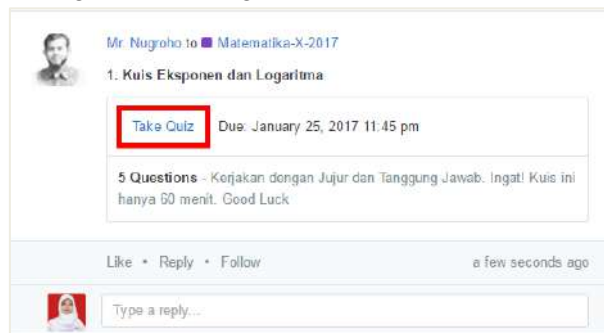 Mr. Nugroho to Matematika-X-2017
1. Kuis Eksponen dan Logaritma
Take Quiz Due: January 25, 2017 11:45 pm
5 Questions - Kerjakan dengan Jujur dan Tanggung Jawab. Ingat! Kuis ini
hanya 60 menit. Good Luck
Like • Reply • Follow a few seconds ago
Type a reply...